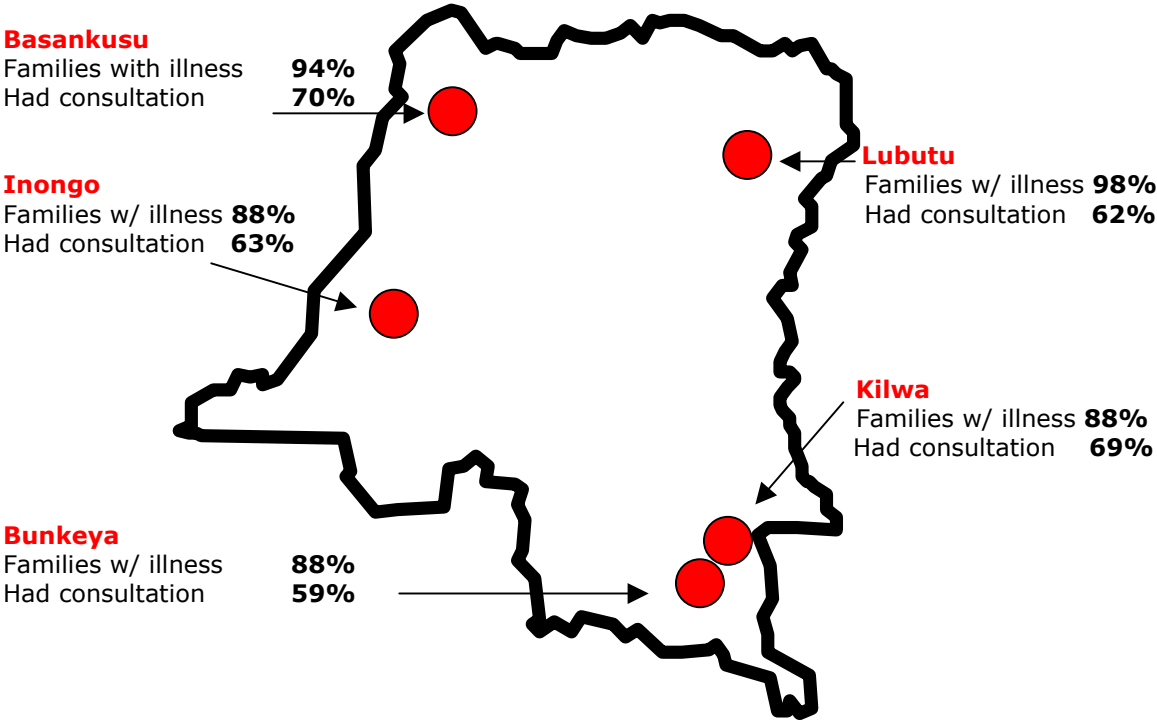 Basankusu
Families with illness 94%
Had consultation 70%
Inongo
Families w/ illness 88%
Had consultation 63%
Lubutu
Families w/ illness 98%
Had consultation 62%
Kilwa
Families w/ illness 88%
Had consultation 69%
Bunkeya
Families w/ illness 88%
Had consultation 59%